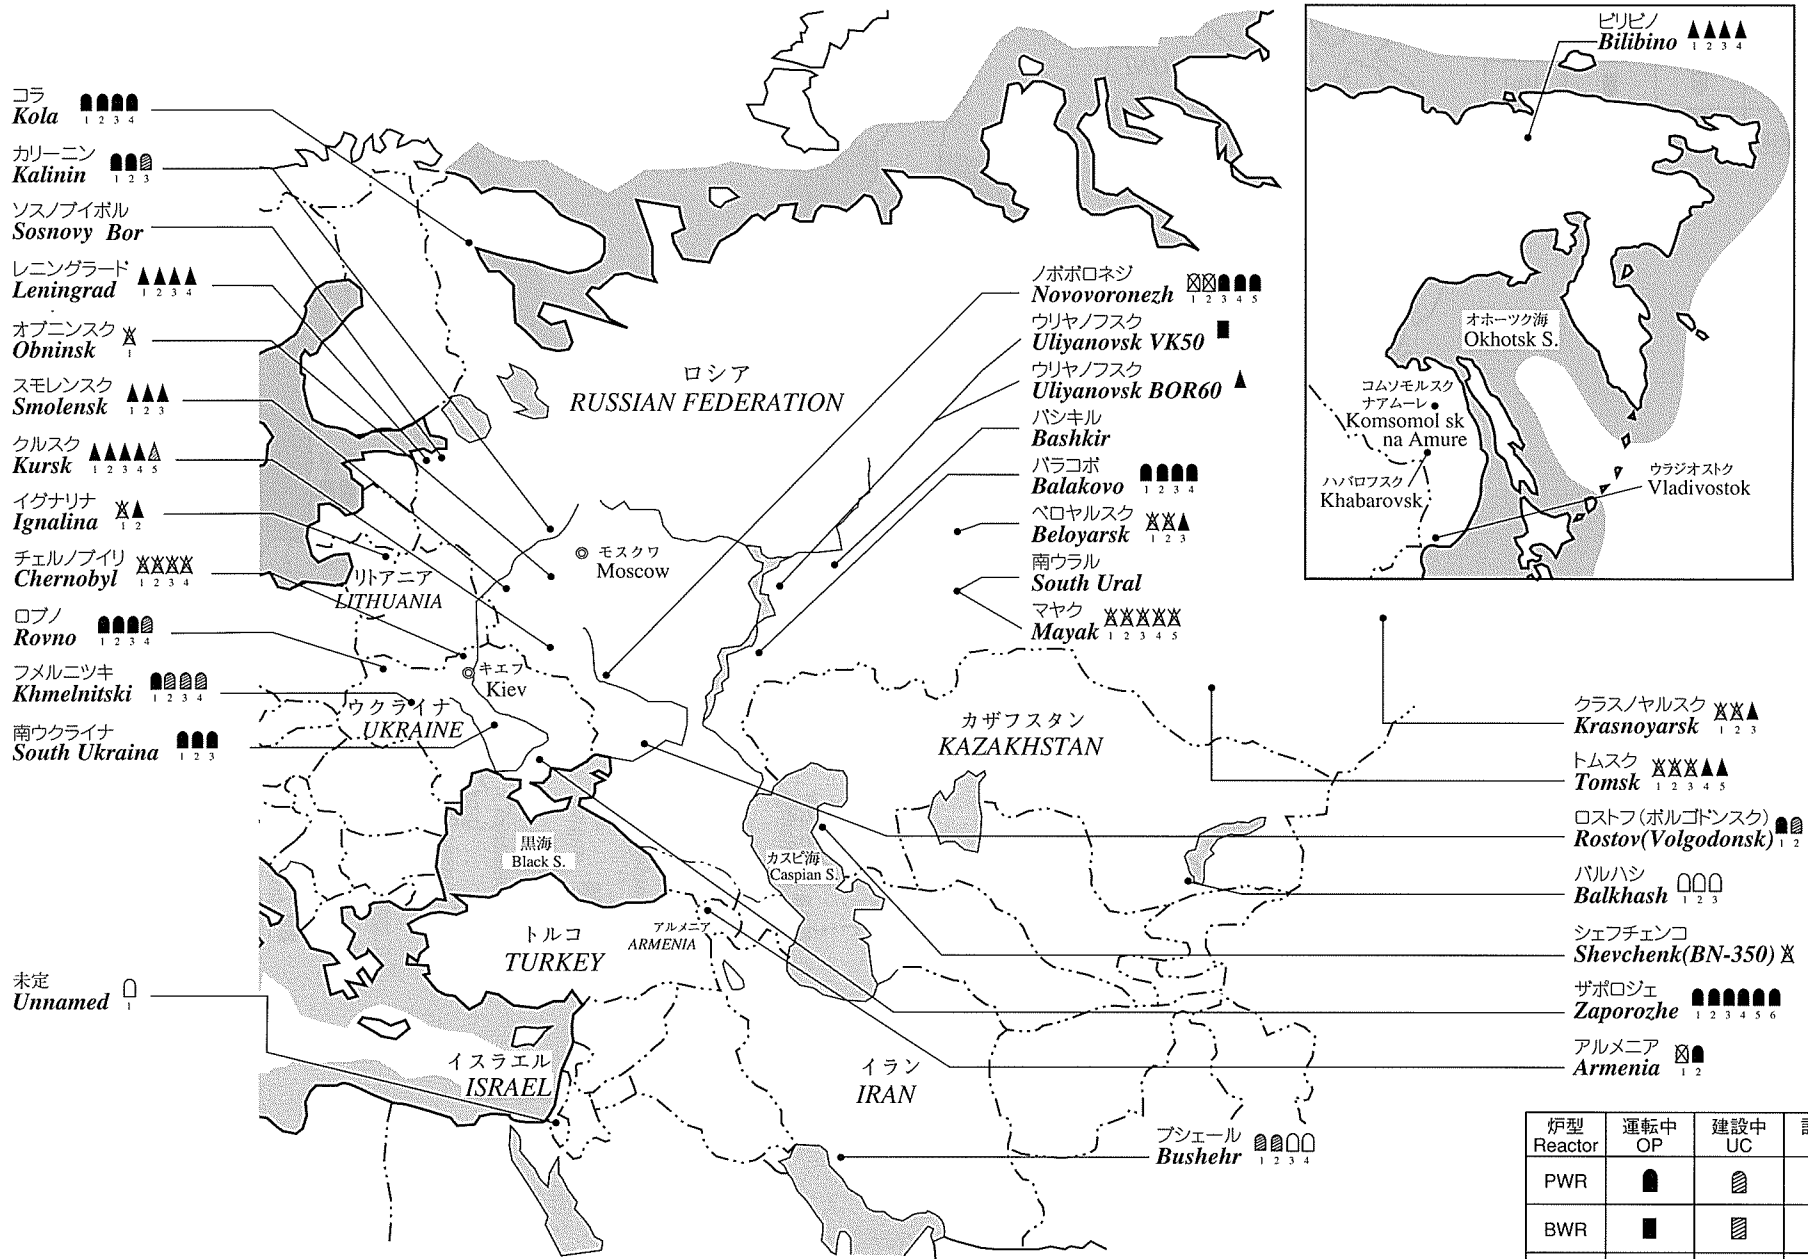 コラ
Kola
1 2 3 4
カリーニン
Kalinin
1 2 3
ソスノブイボル
Sosnovy Bor
レニングラード
Leningrad
1 2 3 4
オブニンスク
Obninsk
1
スモレンスク
Smolensk
1 2 3
クルスク
Kursk
1 2 3 4 5
イグナリナ
Ignalina
1 2
チェルノブイリ
Chernobyl
1 2 3 4
ロブノ
Rovno
1 2 3 4
フメルニツキ
Khmelnitski
1 2 3 4
南ウクライナ
South Ukraina
1 2 3
未定
Unnamed
1
ロシア
RUSSIAN FEDERATION
モスクワ
Moscow
リトアニア
LITHUANIA
キエフ
Kiev
ウクライナ
UKRAINE
黒海
Black S.
カスピ海
Caspian S.
トルコ
TURKEY
アルメニア
ARMENIA
イスラエル
ISRAEL
イラン
IRAN
カザフスタン
KAZAKHSTAN
ノボボロネジ
Novovoronezh
1 2 3 4 5
ウリヤノフスク
Uliyanovsk VK50
ウリヤノフスク
Uliyanovsk BOR60
バシキル
Bashkir
バラコボ
Balakovo
1 2 3 4
ベロヤルスク
Beloyarsk
1 2 3
南ウラル
South Ural
マヤク
Mayak
1 2 3 4 5
ブシェール
Bushehr
1 2 3 4
ビリビノ
Bilibino
1 2 3 4
オホーツク海
Okhotsk S.
コムソモルスク
ナアムーレ
Komsomol sk
na Amure
ハバロフスク
Khabarovsk
ウラジオストク
Vladivostok
クラスノヤルスク
Krasnoyarsk
1 2 3
トムスク
Tomsk
1 2 3 4 5
ロストフ(ボルゴドンスク)
Rostov(Volgodonsk)
1 2
バルハシ
Balkhash
1 2 3
シェフチェンコ
Shevchenk(BN-350)
ザポロジェ
Zaporozhe
1 2 3 4 5 6
アルメニア
Armenia
1 2
炉型 運転中 建設中
Reactor OP UC
PWR
BWR